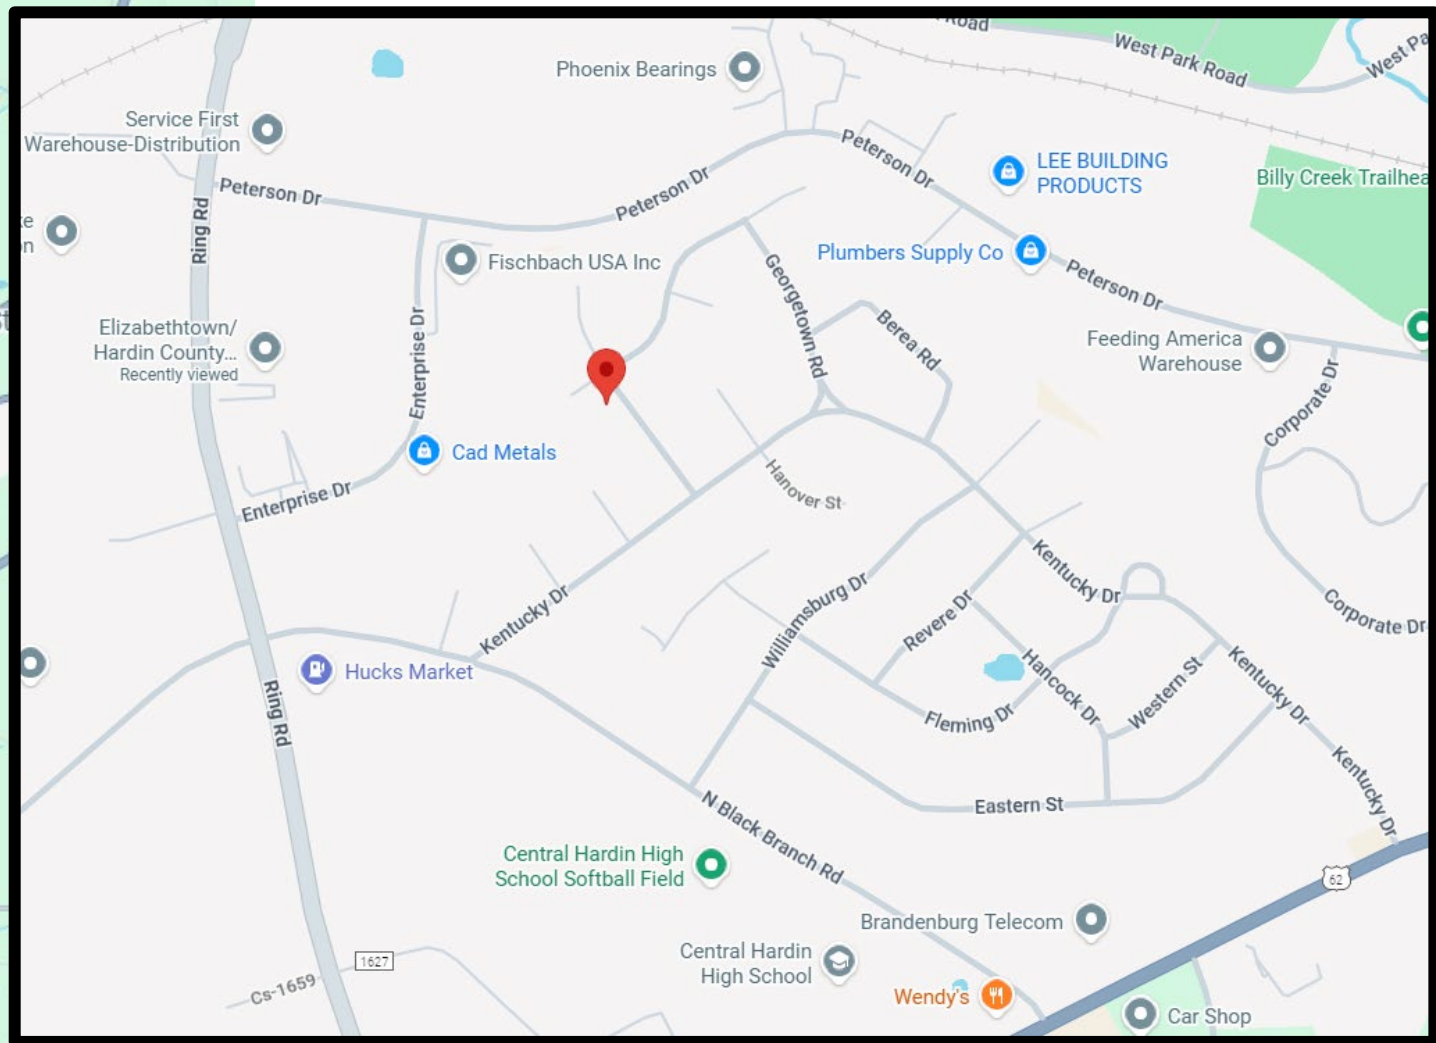 Road
West Park Road
West Pa
Phoenix Bearings
Service First
Warehouse-Distribution
Peterson Dr
LEE BUILDING
PRODUCTS
Billy Creek Trailhea
Peterson Dr
Peterson Dr
Ring Rd
Plumbers Supply Co
Fischbach USA Inc
Georgetown Rd
Peterson Dr
Berea Rd
Elizabethtown/
Hardin County...
Recently viewed
Enterprise Dr
Feeding America
Warehouse
Corporate Dr
Cad Metals
Hanover St
Enterprise Dr
Kentucky Dr
Kentucky Dr
Williamsburg Dr
Revere Dr
Corporate Dr
Hucks Market
Hancock Dr
Western St
Kentucky Dr
Ring Rd
Fleming Dr
Kentucky Dr
Eastern St
N Black Branch Rd
Central Hardin High
School Softball Field
62
Brandenburg Telecom
Central Hardin
High School
1627
Cs-1659
Wendy's
Car Shop